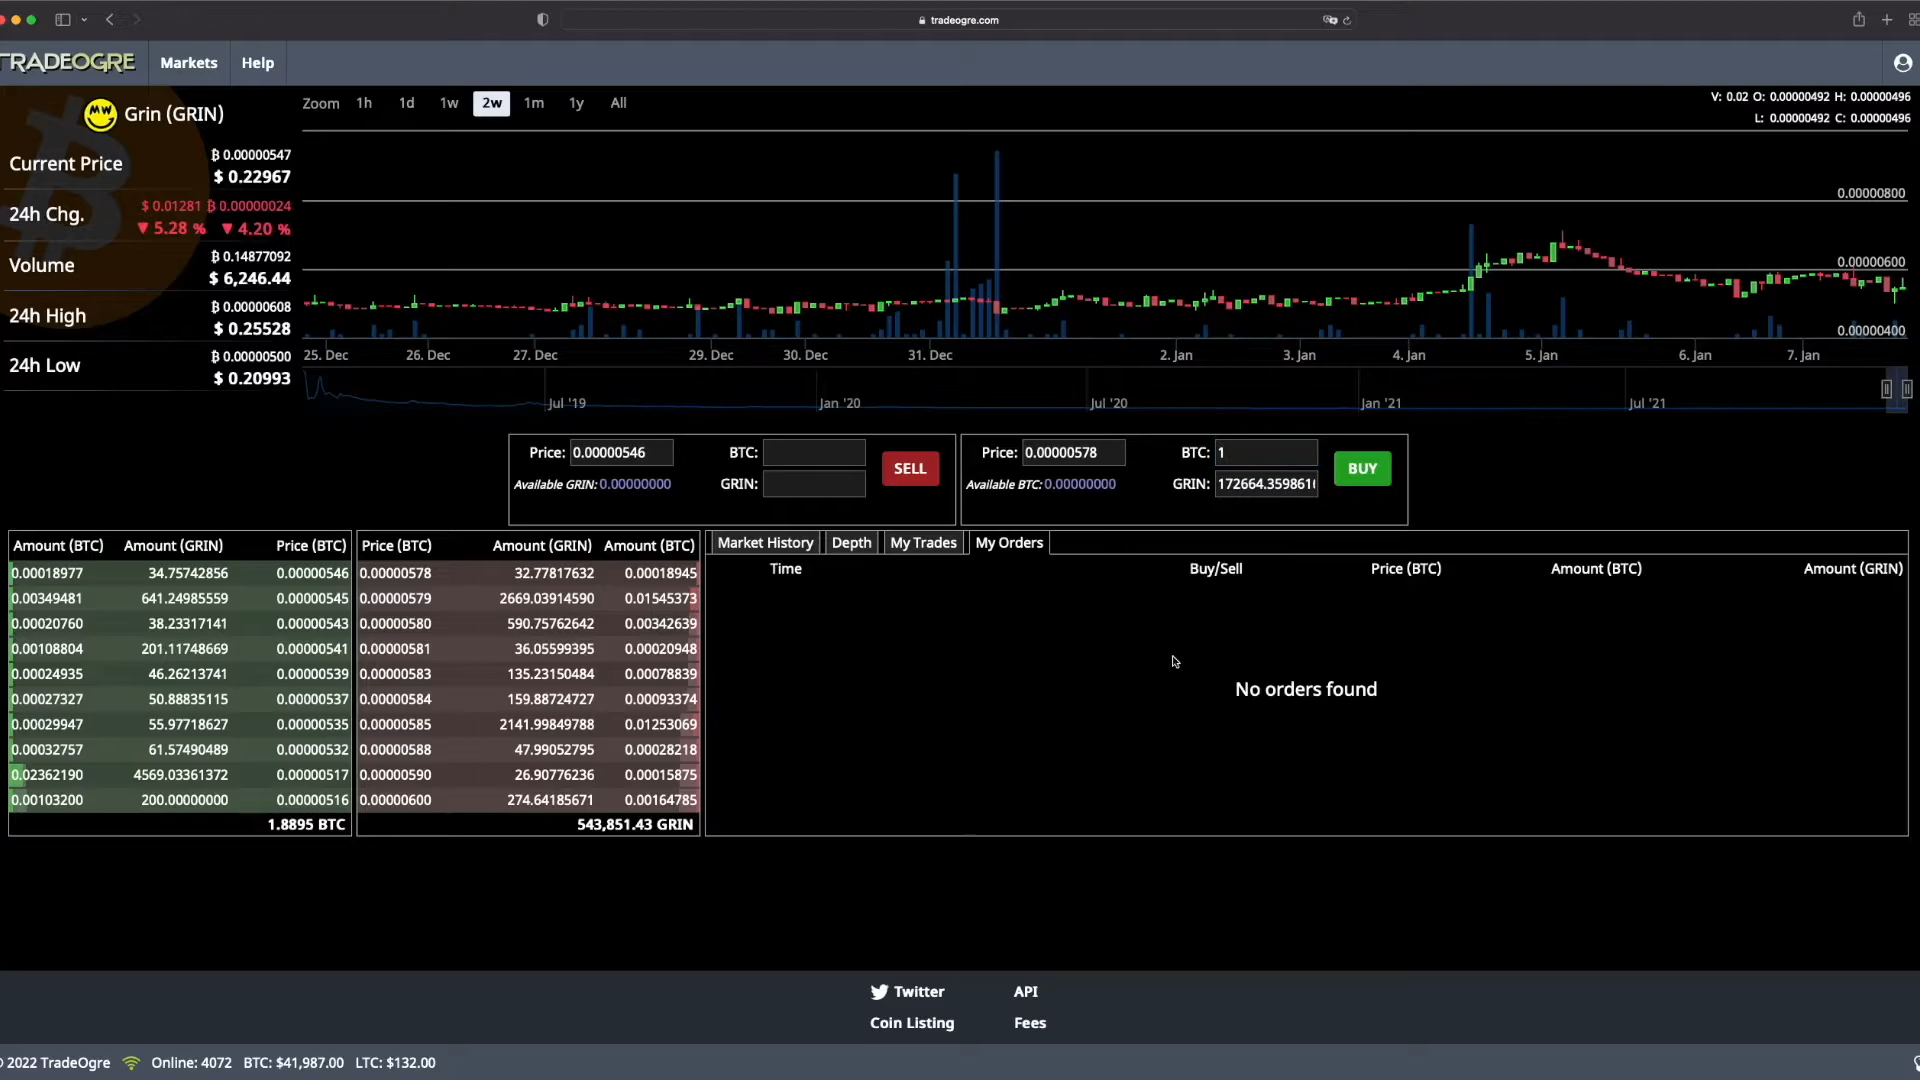 tradeogre.com
TRADEOGRE Markets Help
Grin (GRIN)
Zoom 1h 1d 1w 2w 1m 1y All
V: 0.02 O: 0.00000492 H: 0.00000496
L: 0.00000492 C: 0.00000496
Current Price ₿ 0.00000547
$ 0.22967
24h Chg. $ 0.01281 ₿ 0.00000024
▼ 5.28 % ▼ 4.20 %
Volume ₿ 0.14877092
$ 6,246.44
24h High ₿ 0.00000608
$ 0.25528
24h Low ₿ 0.00000500
$ 0.20993
0.00000800
0.00000600
0.00000400
25. Dec 26. Dec 27. Dec 29. Dec 30. Dec 31. Dec 2. Jan 3. Jan 4. Jan 5. Jan 6. Jan 7. Jan
Jul '19 Jan '20 Jul '20 Jan '21 Jul '21
Price: 0.00000546 BTC: SELL
Available GRIN: 0.00000000 GRIN:
Price: 0.00000578 BTC: 1 BUY
Available BTC: 0.00000000 GRIN: 172664.359861
Amount (BTC) Amount (GRIN) Price (BTC)
0.00018977 34.75742856 0.00000546
0.00349481 641.24985559 0.00000545
0.00020760 38.23317141 0.00000543
0.00108804 201.11748669 0.00000541
0.00024935 46.26213741 0.00000539
0.00027327 50.88835115 0.00000537
0.00029947 55.97718627 0.00000535
0.00032757 61.57490489 0.00000532
0.02362190 4569.03361372 0.00000517
0.00103200 200.00000000 0.00000516
1.8895 BTC
Price (BTC) Amount (GRIN) Amount (BTC)
0.00000578 32.77817632 0.00018945
0.00000579 2669.03914590 0.01545373
0.00000580 590.75762642 0.00342639
0.00000581 36.05599395 0.00020948
0.00000583 135.23150484 0.00078839
0.00000584 159.88724727 0.00093374
0.00000585 2141.99849788 0.01253069
0.00000588 47.99052795 0.00028218
0.00000590 26.90776236 0.00015875
0.00000600 274.64185671 0.00164785
543,851.43 GRIN
Market History Depth My Trades My Orders
Time Buy/Sell Price (BTC) Amount (BTC) Amount (GRIN)
No orders found
Twitter API
Coin Listing Fees
2022 TradeOgre Online: 4072 BTC: $41,987.00 LTC: $132.00